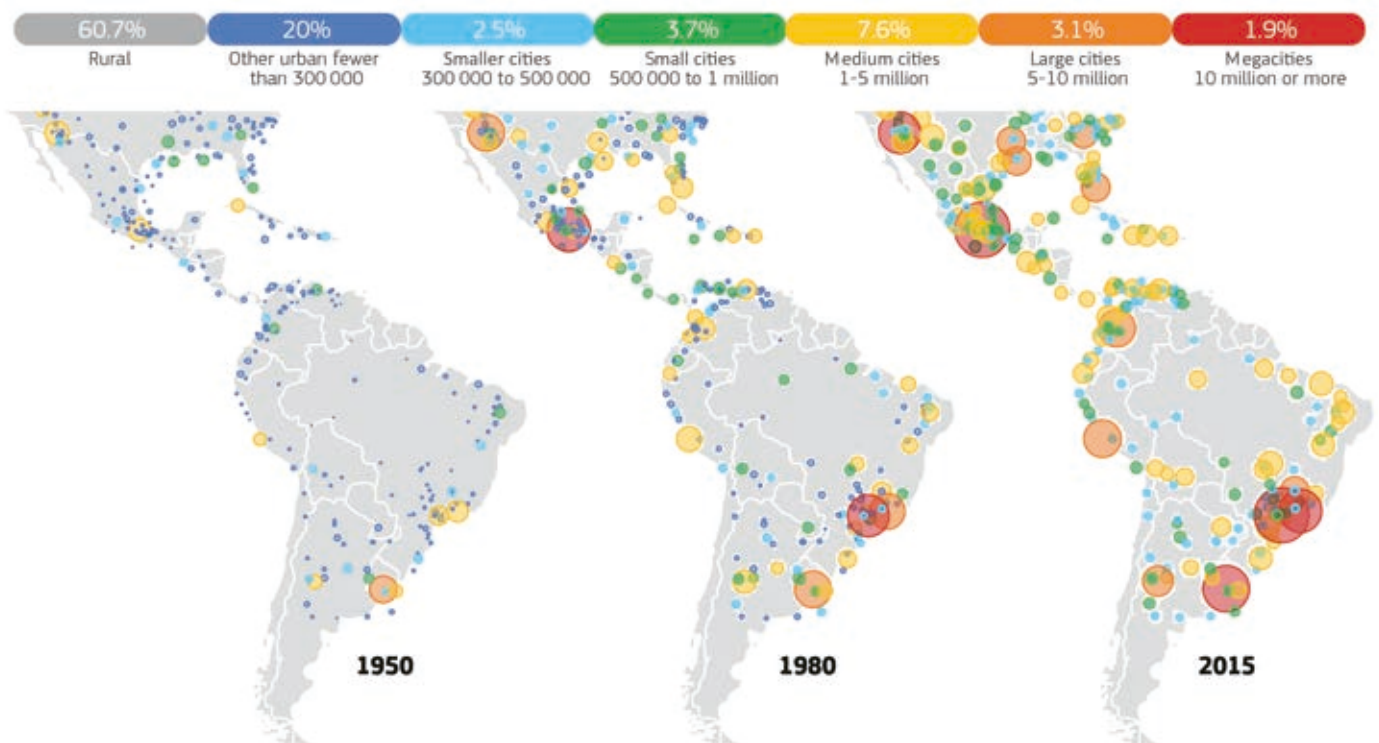 60.7% 20% 2.5% 3.7% 7.6% 3.1% 1.9%
Rural
Other urban fewer
than 300 000
Smaller cities
300 000 to 500 000
Small cities
500 000 to 1 million
Medium cities
1-5 million
Large cities
5-10 million
Megacities
10 million or more
1950
1980
2015